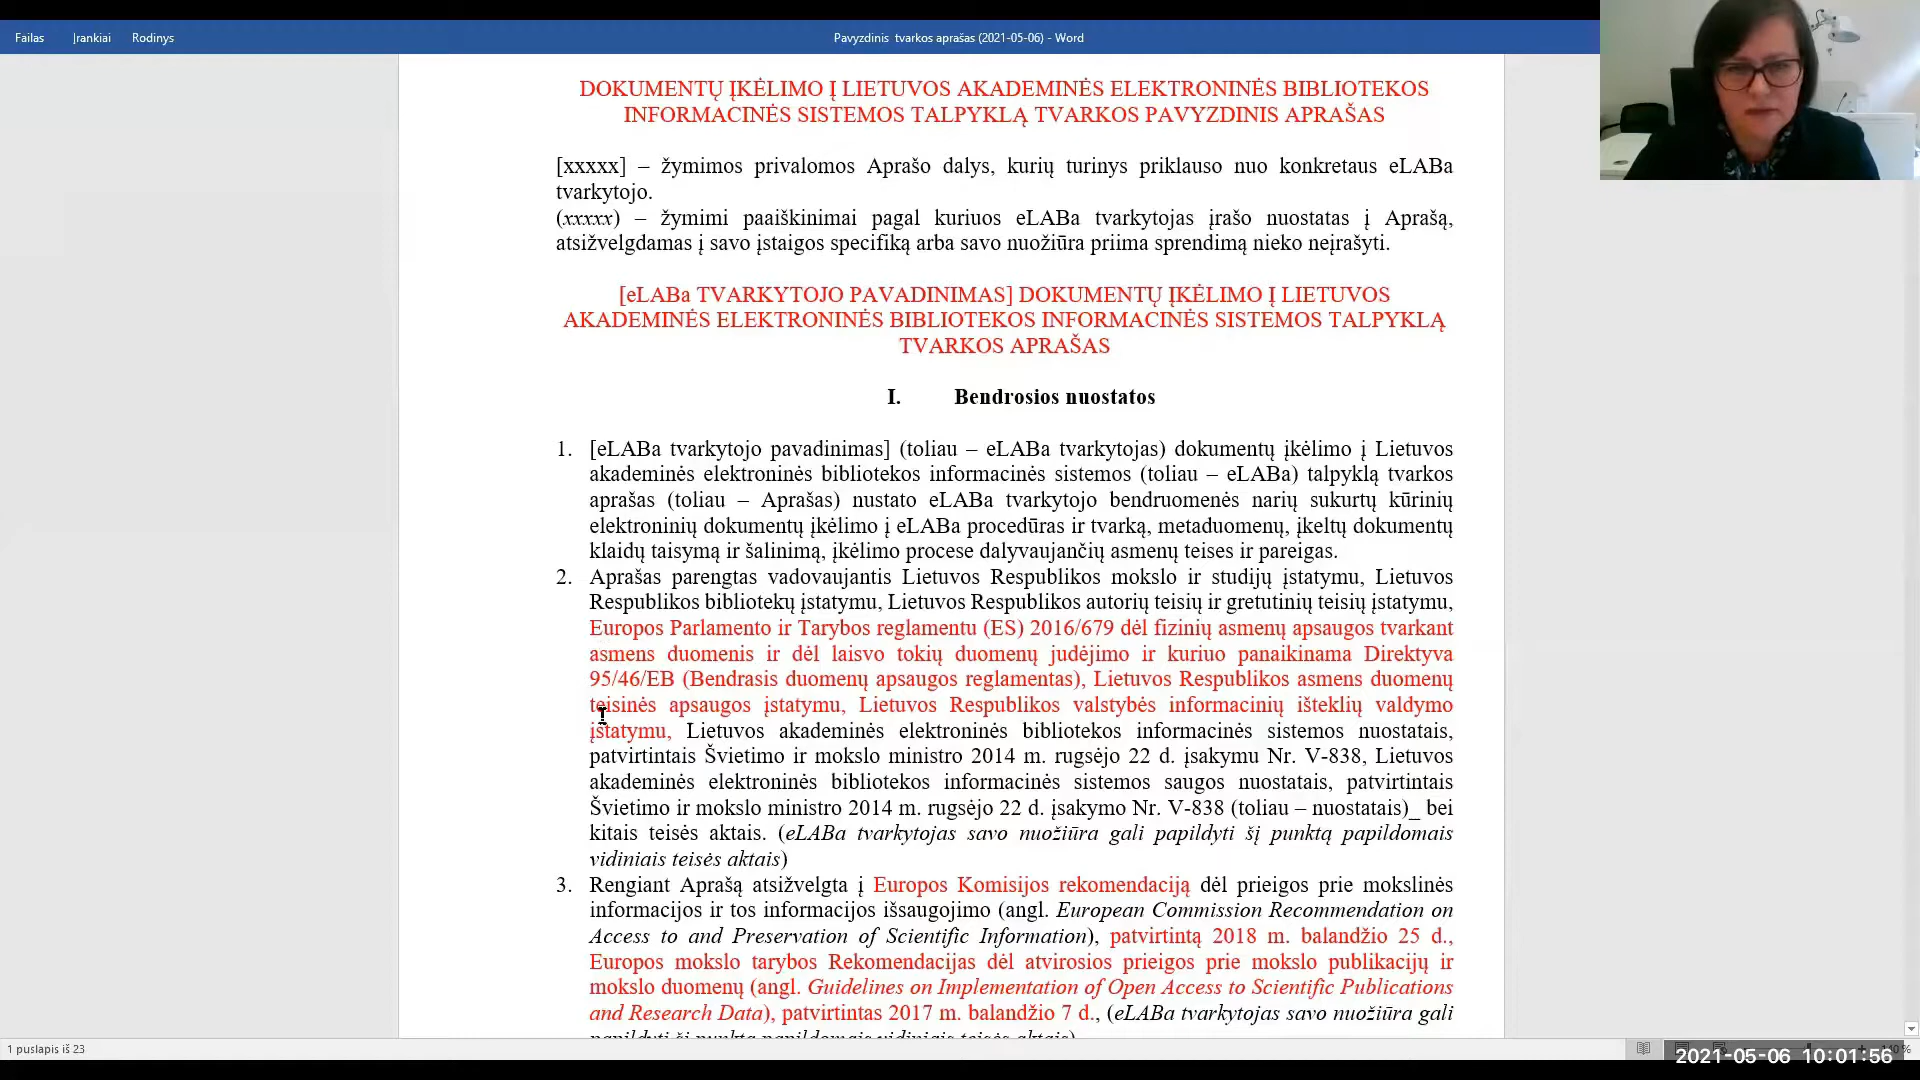 Failas Įrankiai Rodinys
Pavyzdinis tvarkos aprašas (2021-05-06) - Word
DOKUMENTŲ ĮKĖLIMO Į LIETUVOS AKADEMINĖS ELEKTRONINĖS BIBLIOTEKOS
INFORMACINĖS SISTEMOS TALPYKLĄ TVARKOS PAVYZDINIS APRAŠAS
[xxxxx] – žymimos privalomos Aprašo dalys, kurių turinys priklauso nuo konkretaus eLABa
tvarkytojo.
(xxxxx) – žymimi paaiškinimai pagal kuriuos eLABa tvarkytojas įrašo nuostatas į Aprašą,
atsižvelgdamas į savo įstaigos specifiką arba savo nuožiūra priima sprendimą nieko neįrašyti.
[eLABa TVARKYTOJO PAVADINIMAS] DOKUMENTŲ ĮKĖLIMO Į LIETUVOS
AKADEMINĖS ELEKTRONINĖS BIBLIOTEKOS INFORMACINĖS SISTEMOS TALPYKLĄ
TVARKOS APRAŠAS
I. Bendrosios nuostatos
1. [eLABa tvarkytojo pavadinimas] (toliau – eLABa tvarkytojas) dokumentų įkėlimo į Lietuvos
akademinės elektroninės bibliotekos informacinės sistemos (toliau – eLABa) talpyklą tvarkos
aprašas (toliau – Aprašas) nustato eLABa tvarkytojo bendruomenės narių sukurtų kūrinių
elektroninių dokumentų įkėlimo į eLABa procedūras ir tvarką, metaduomenų, įkeltų dokumentų
klaidų taisymą ir šalinimą, įkėlimo procese dalyvaujančių asmenų teises ir pareigas.
2. Aprašas parengtas vadovaujantis Lietuvos Respublikos mokslo ir studijų įstatymu, Lietuvos
Respublikos bibliotekų įstatymu, Lietuvos Respublikos autorių teisių ir gretutinių teisių įstatymu,
Europos Parlamento ir Tarybos reglamentu (ES) 2016/679 dėl fizinių asmenų apsaugos tvarkant
asmens duomenis ir dėl laisvo tokių duomenų judėjimo ir kuriuo panaikinama Direktyva
95/46/EB (Bendrasis duomenų apsaugos reglamentas), Lietuvos Respublikos asmens duomenų
teisinės apsaugos įstatymu, Lietuvos Respublikos valstybės informacinių išteklių valdymo
įstatymu, Lietuvos akademinės elektroninės bibliotekos informacinės sistemos nuostatais,
patvirtintais Švietimo ir mokslo ministro 2014 m. rugsėjo 22 d. įsakymu Nr. V-838, Lietuvos
akademinės elektroninės bibliotekos informacinės sistemos saugos nuostatais, patvirtintais
Švietimo ir mokslo ministro 2014 m. rugsėjo 22 d. įsakymo Nr. V-838 (toliau – nuostatais)_ bei
kitais teisės aktais. (eLABa tvarkytojas savo nuožiūra gali papildyti šį punktą papildomais
vidiniais teisės aktais)
3. Rengiant Aprašą atsižvelgta į Europos Komisijos rekomendaciją dėl prieigos prie mokslinės
informacijos ir tos informacijos išsaugojimo (angl. European Commission Recommendation on
Access to and Preservation of Scientific Information), patvirtintą 2018 m. balandžio 25 d.,
Europos mokslo tarybos Rekomendacijas dėl atvirosios prieigos prie mokslo publikacijų ir
mokslo duomenų (angl. Guidelines on Implementation of Open Access to Scientific Publications
and Research Data), patvirtintas 2017 m. balandžio 7 d., (eLABa tvarkytojas savo nuožiūra gali
papildyti šį punktą papildomais vidiniais teisės aktais)
1 puslapis iš 23
2021-05-06 10:01:56